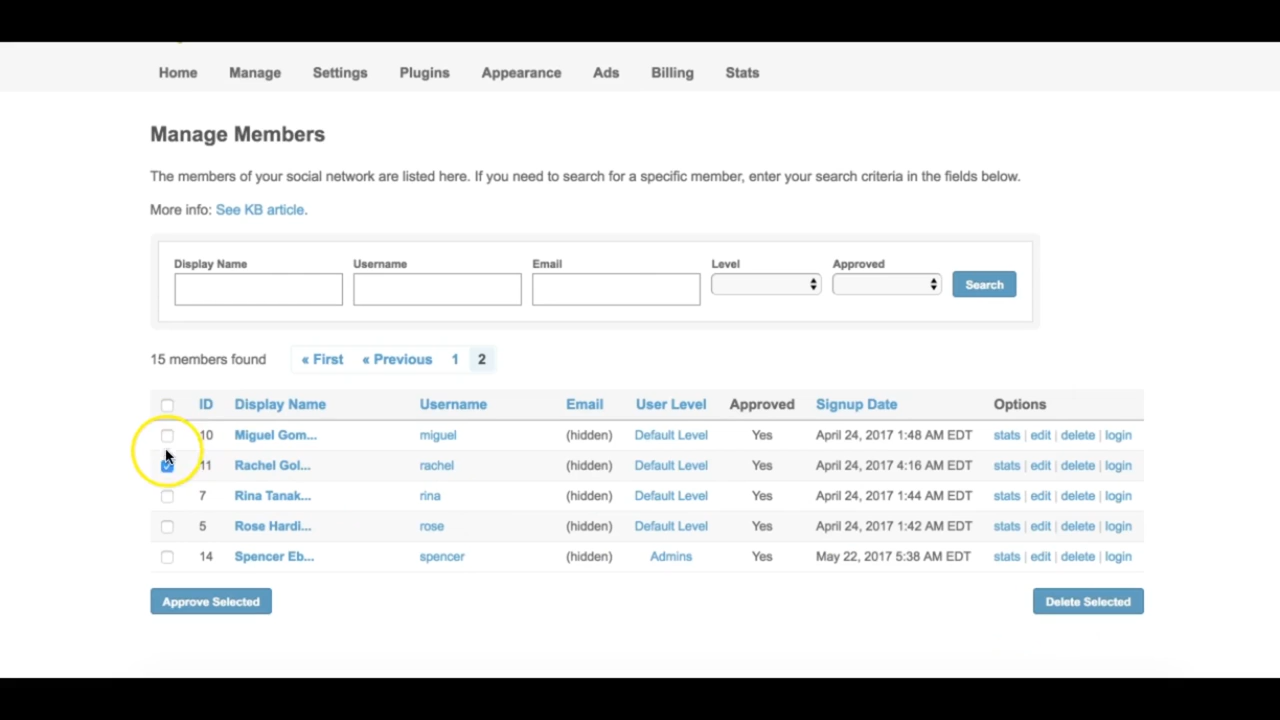 Home Manage Settings Plugins Appearance Ads Billing Stats
Manage Members
The members of your social network are listed here. If you need to search for a specific member, enter your search criteria in the fields below.
More info: See KB article.
Display Name Username Email Level Approved
Search
15 members found « First « Previous 1 2
ID Display Name Username Email User Level Approved Signup Date Options
10 Miguel Gom... miguel (hidden) Default Level Yes April 24, 2017 1:48 AM EDT stats | edit | delete | login
11 Rachel Gol... rachel (hidden) Default Level Yes April 24, 2017 4:16 AM EDT stats | edit | delete | login
7 Rina Tanak... rina (hidden) Default Level Yes April 24, 2017 1:44 AM EDT stats | edit | delete | login
5 Rose Hardi... rose (hidden) Default Level Yes April 24, 2017 1:42 AM EDT stats | edit | delete | login
14 Spencer Eb... spencer (hidden) Admins Yes May 22, 2017 5:38 AM EDT stats | edit | delete | login
Approve Selected Delete Selected